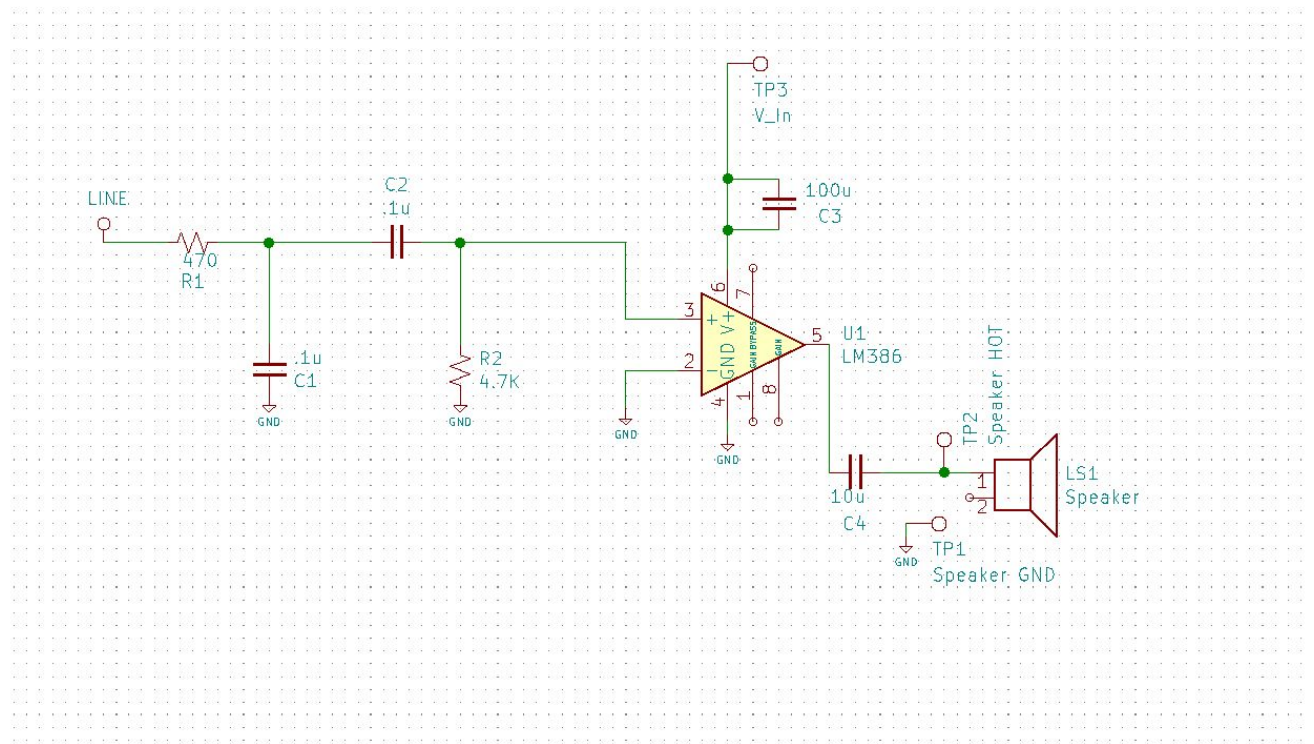 TP3
V_In
100u
C3
LINE
C2
.1u
470
R1
.1u
C1
GND
R2
4.7K
GND
3
2
6
7
+
V+
-
GND
GAIN
BYPASS
GAIN
4
1
8
5
U1
LM386
GND
GND
10u
C4
TP2
Speaker HOT
1
2
LS1
Speaker
GND
TP1
Speaker GND